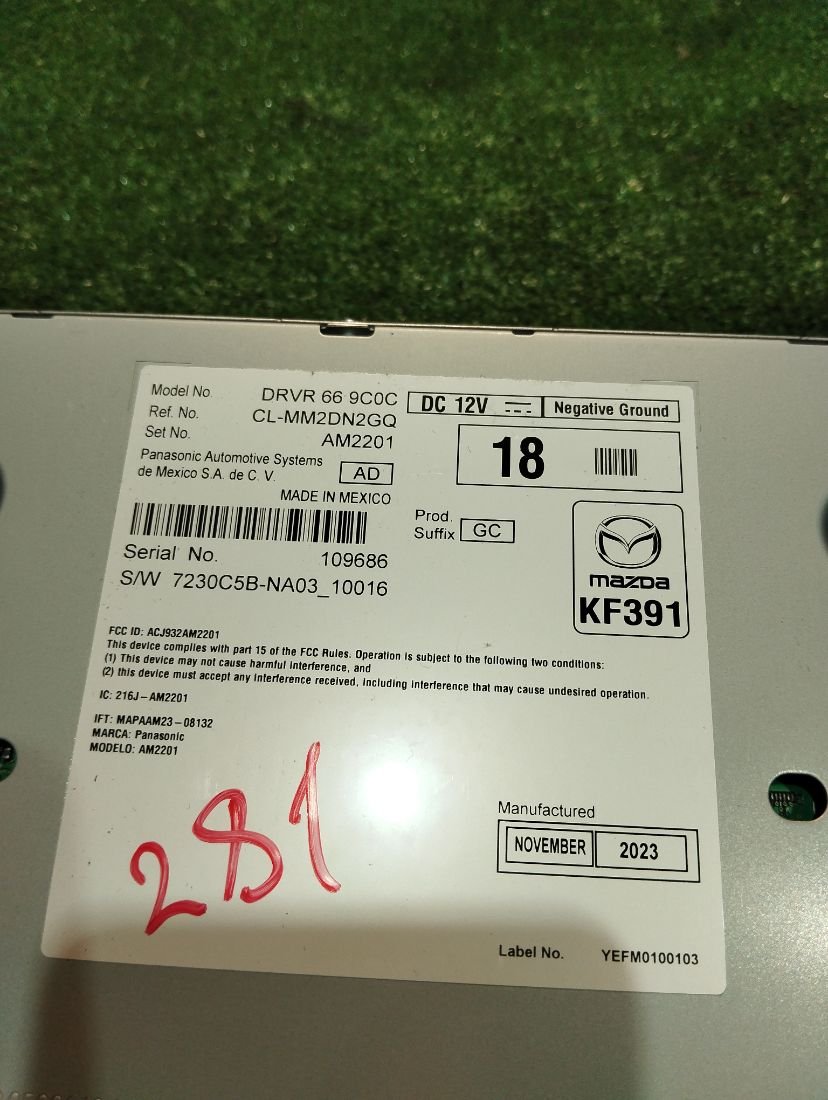 Model No. DRVR 66 9C0C
Ref. No. CL-MM2DN2GQ
Set No. AM2201
DC 12V Negative Ground
18
Panasonic Automotive Systems
de Mexico S.A. de C. V. AD
MADE IN MEXICO
Prod.
Suffix GC
Serial No. 109686
S/W 7230C5B-NA03_10016
mazda
KF391
FCC ID: ACJ932AM2201
This device complies with part 15 of the FCC Rules. Operation is subject to the following two conditions:
(1) This device may not cause harmful interference, and
(2) this device must accept any interference received, including interference that may cause undesired operation.
IC: 216J-AM2201
IFT: MAPAAM23-08132
MARCA: Panasonic
MODELO: AM2201
281
Manufactured
NOVEMBER 2023
Label No. YEFM0100103